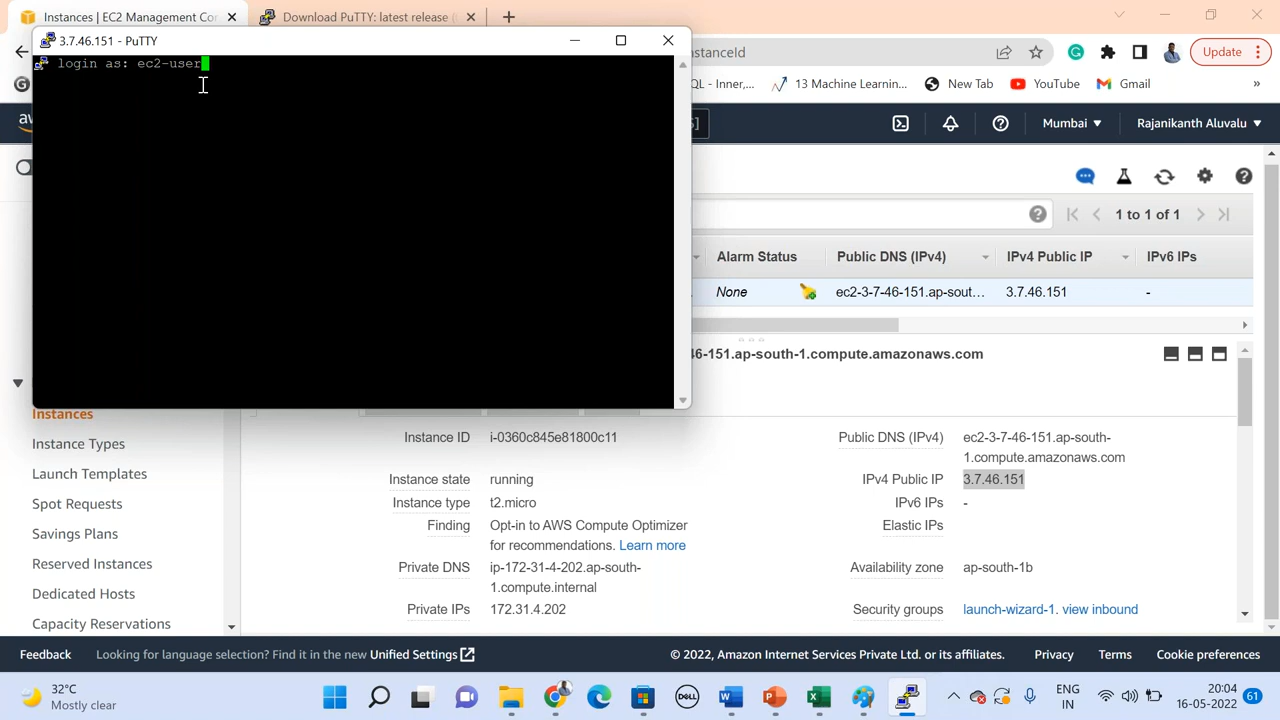 Instances | EC2 Management Con
Download PuTTY: latest release (
3.7.46.151 - PuTTY
login as: ec2-user
nstanceId
Update
QL - Inner,...
13 Machine Learning...
New Tab
YouTube
Gmail
»
aw
]
Mumbai
Rajanikanth Aluvalu
1 to 1 of 1
Alarm Status
Public DNS (IPv4)
IPv4 Public IP
IPv6 IPs
None
ec2-3-7-46-151.ap-sout...
3.7.46.151
-
46-151.ap-south-1.compute.amazonaws.com
Instances
Instance Types
Launch Templates
Spot Requests
Savings Plans
Reserved Instances
Dedicated Hosts
Capacity Reservations
Instance ID i-0360c845e81800c11
Instance state running
Instance type t2.micro
Finding Opt-in to AWS Compute Optimizer
for recommendations. Learn more
Private DNS ip-172-31-4-202.ap-south-
1.compute.internal
Private IPs 172.31.4.202
Public DNS (IPv4) ec2-3-7-46-151.ap-south-
1.compute.amazonaws.com
IPv4 Public IP 3.7.46.151
IPv6 IPs -
Elastic IPs
Availability zone ap-south-1b
Security groups launch-wizard-1. view inbound
Feedback
Looking for language selection? Find it in the new Unified Settings
© 2022, Amazon Internet Services Private Ltd. or its affiliates.
Privacy
Terms
Cookie preferences
32°C
Mostly clear
DELL
ENG
IN
20:04
16-05-2022
61